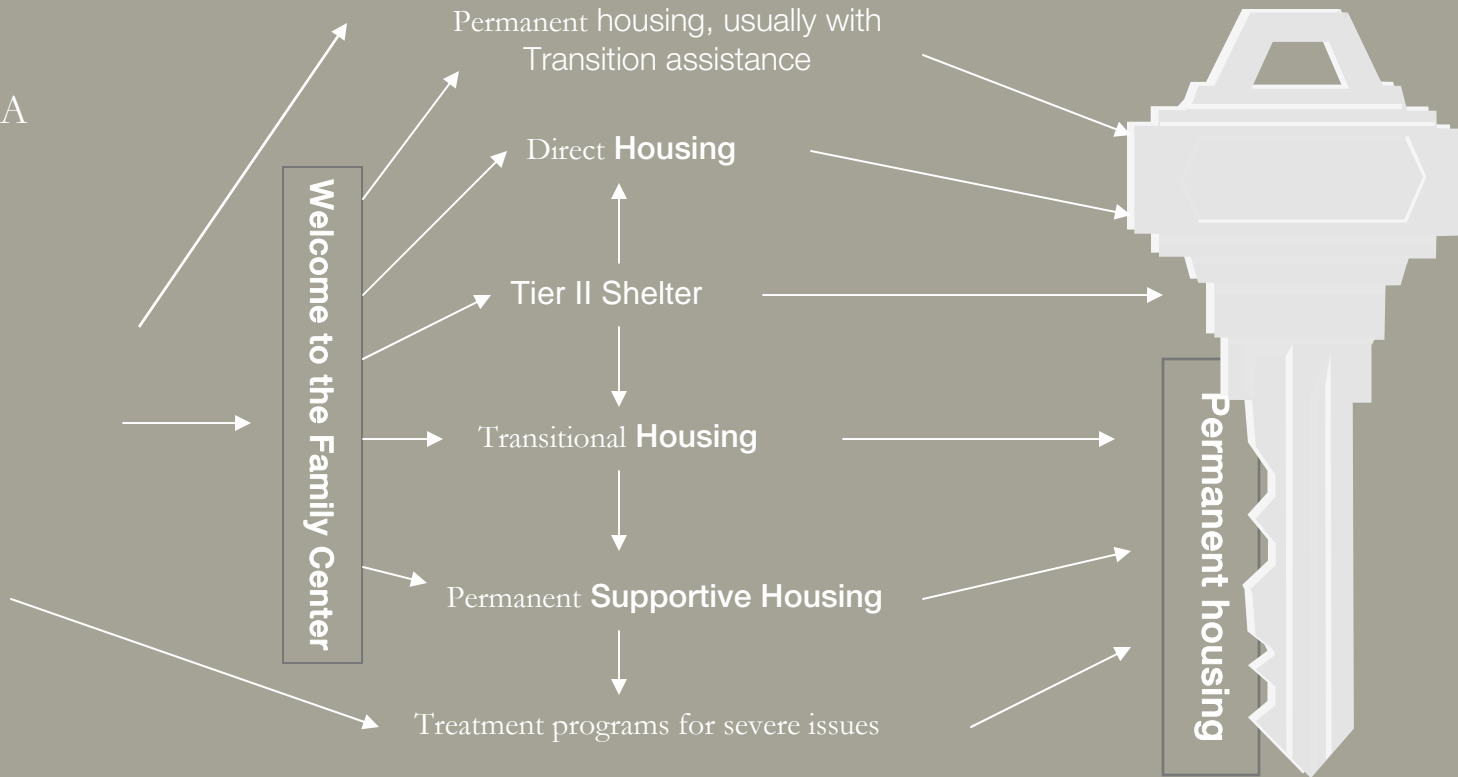 Permanent housing, usually with
Transition assistance
A
Direct Housing
Welcome to the Family Center
Tier II Shelter
Transitional Housing
Permanent Supportive Housing
Treatment programs for severe issues
Permanent housing